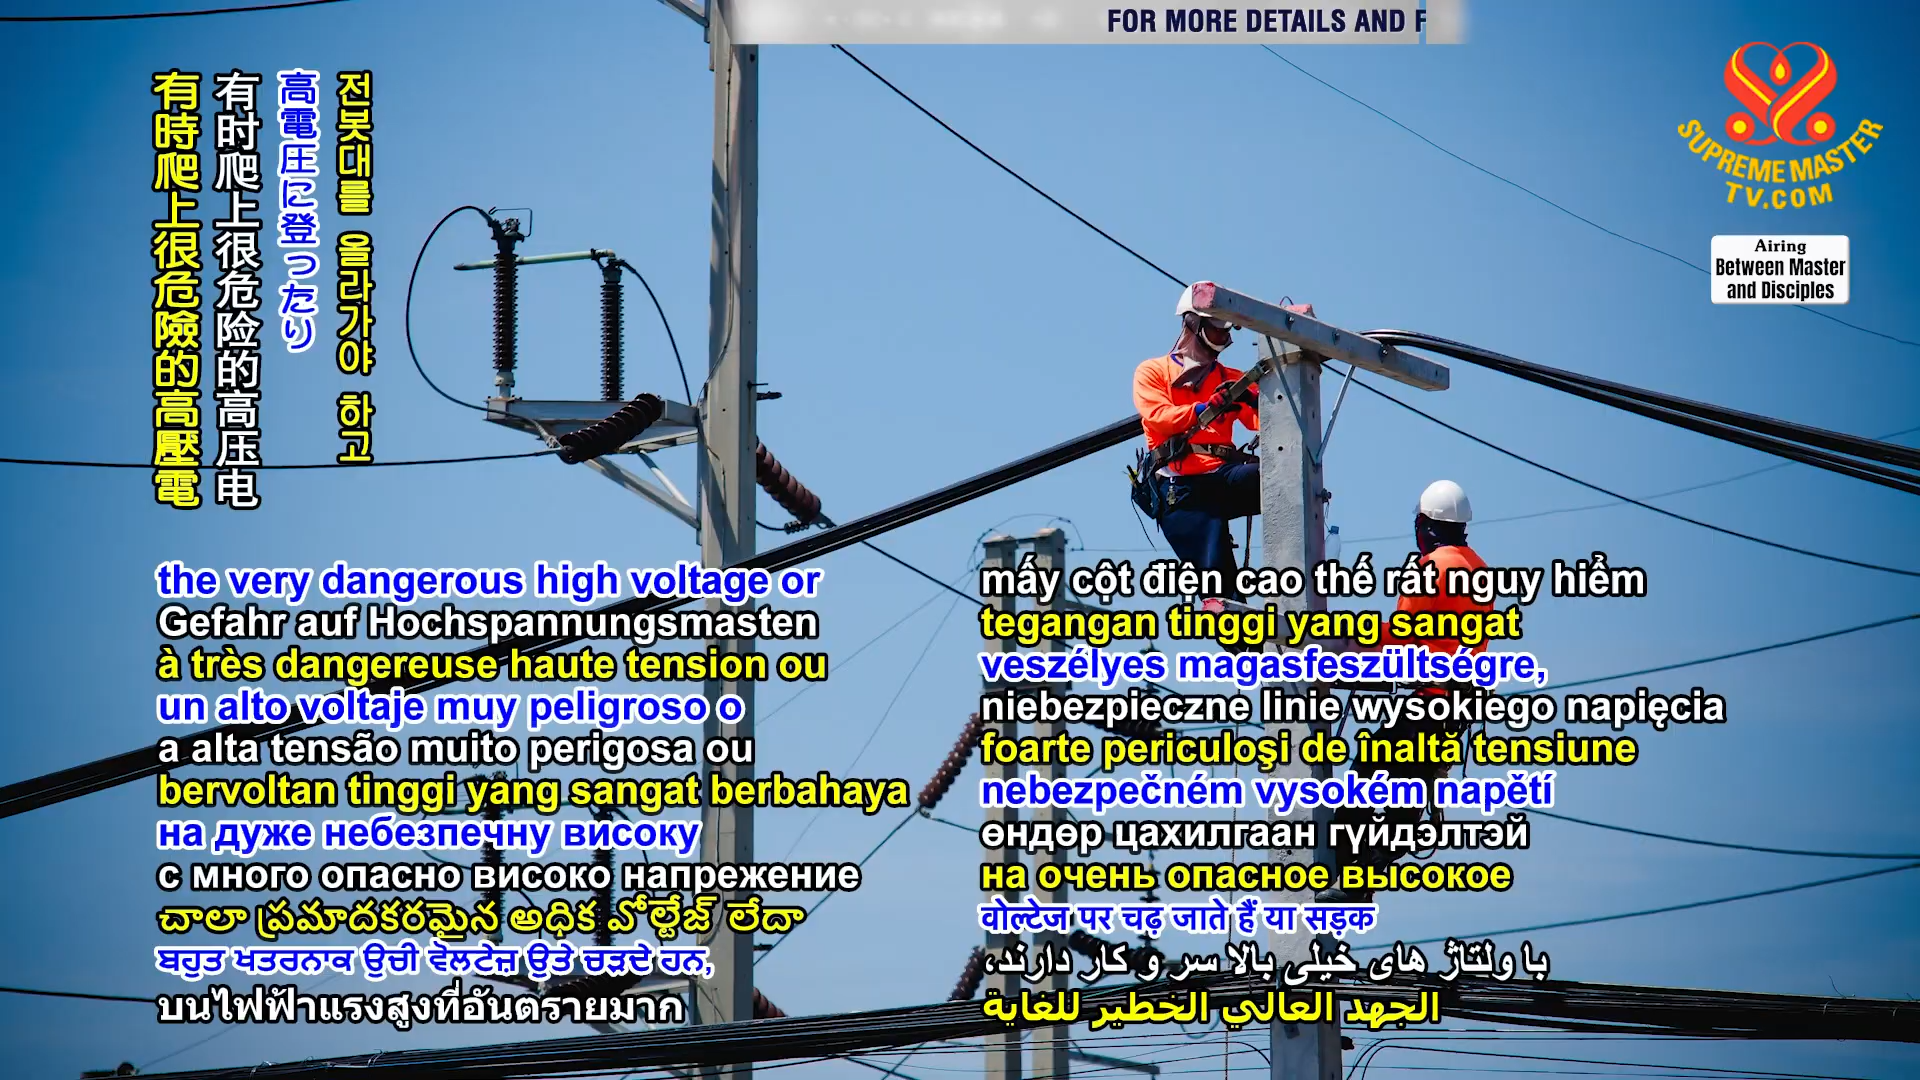 FOR MORE DETAILS AND F
SUPREME MASTER
TV.COM
Airing
Between Master
and Disciples
有時爬上很危險的高壓電
有时爬上很危险的高压电
高電圧に登ったり
전봇대를 올라가야 하고
the very dangerous high voltage or
Gefahr auf Hochspannungsmasten
à très dangereuse haute tension ou
un alto voltaje muy peligroso o
a alta tensão muito perigosa ou
bervoltan tinggi yang sangat berbahaya
на дуже небезпечну високу
с много опасно високо напрежение
చాలా ప్రమాదకరమైన అధిక వోల్టేజ్ లేదా
ਬਹੁਤ ਖਤਰਨਾਕ ਉਚੀ ਵੋਲਟੇਜ਼ ਉਤੇ ਚੜਦੇ ਹਨ,
บนไฟฟ้าแรงสูงที่อันตรายมาก
mấy cột điện cao thế rất nguy hiểm
tegangan tinggi yang sangat
veszélyes magasfeszültségre,
niebezpieczne linie wysokiego napięcia
foarte periculoşi de înaltă tensiune
nebezpečném vysokém napětí
өндөр цахилгаан гүйдэлтэй
на очень опасное высокое
वोल्टेज पर चढ़ जाते हैं या सड़क
با ولتاژ های خیلی بالا سر و کار دارند،
الجهد العالي الخطير للغاية